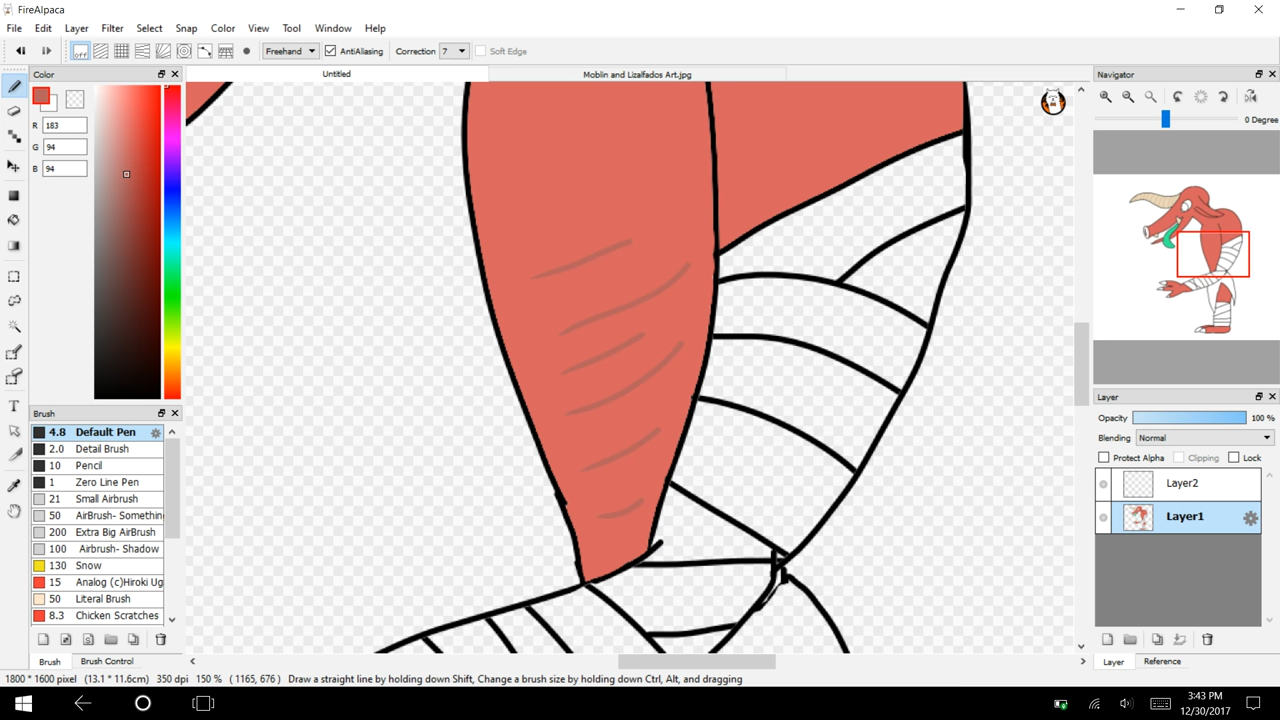 FireAlpaca
File Edit Layer Filter Select Snap Color View Tool Window Help
off Freehand AntiAliasing Correction 7 Soft Edge
Color Untitled Moblin and Lizalfados Art.jpg Navigator
R 183
G 94
B 94
0 Degree
Brush
4.8 Default Pen
2.0 Detail Brush
10 Pencil
1 Zero Line Pen
21 Small Airbrush
50 AirBrush- Somethin
200 Extra Big AirBrush
100 Airbrush- Shadow
130 Snow
15 Analog (c)Hiroki Ug
50 Literal Brush
8.3 Chicken Scratches
Brush Brush Control
Layer
Opacity 100 %
Blending Normal
Protect Alpha Clipping Lock
Layer2
Layer1
Layer Reference
1800 * 1600 pixel (13.1 * 11.6cm) 350 dpi 150 % ( 1165, 676 ) Draw a straight line by holding down Shift, Change a brush size by holding down Ctrl, Alt, and dragging
3:43 PM
12/30/2017